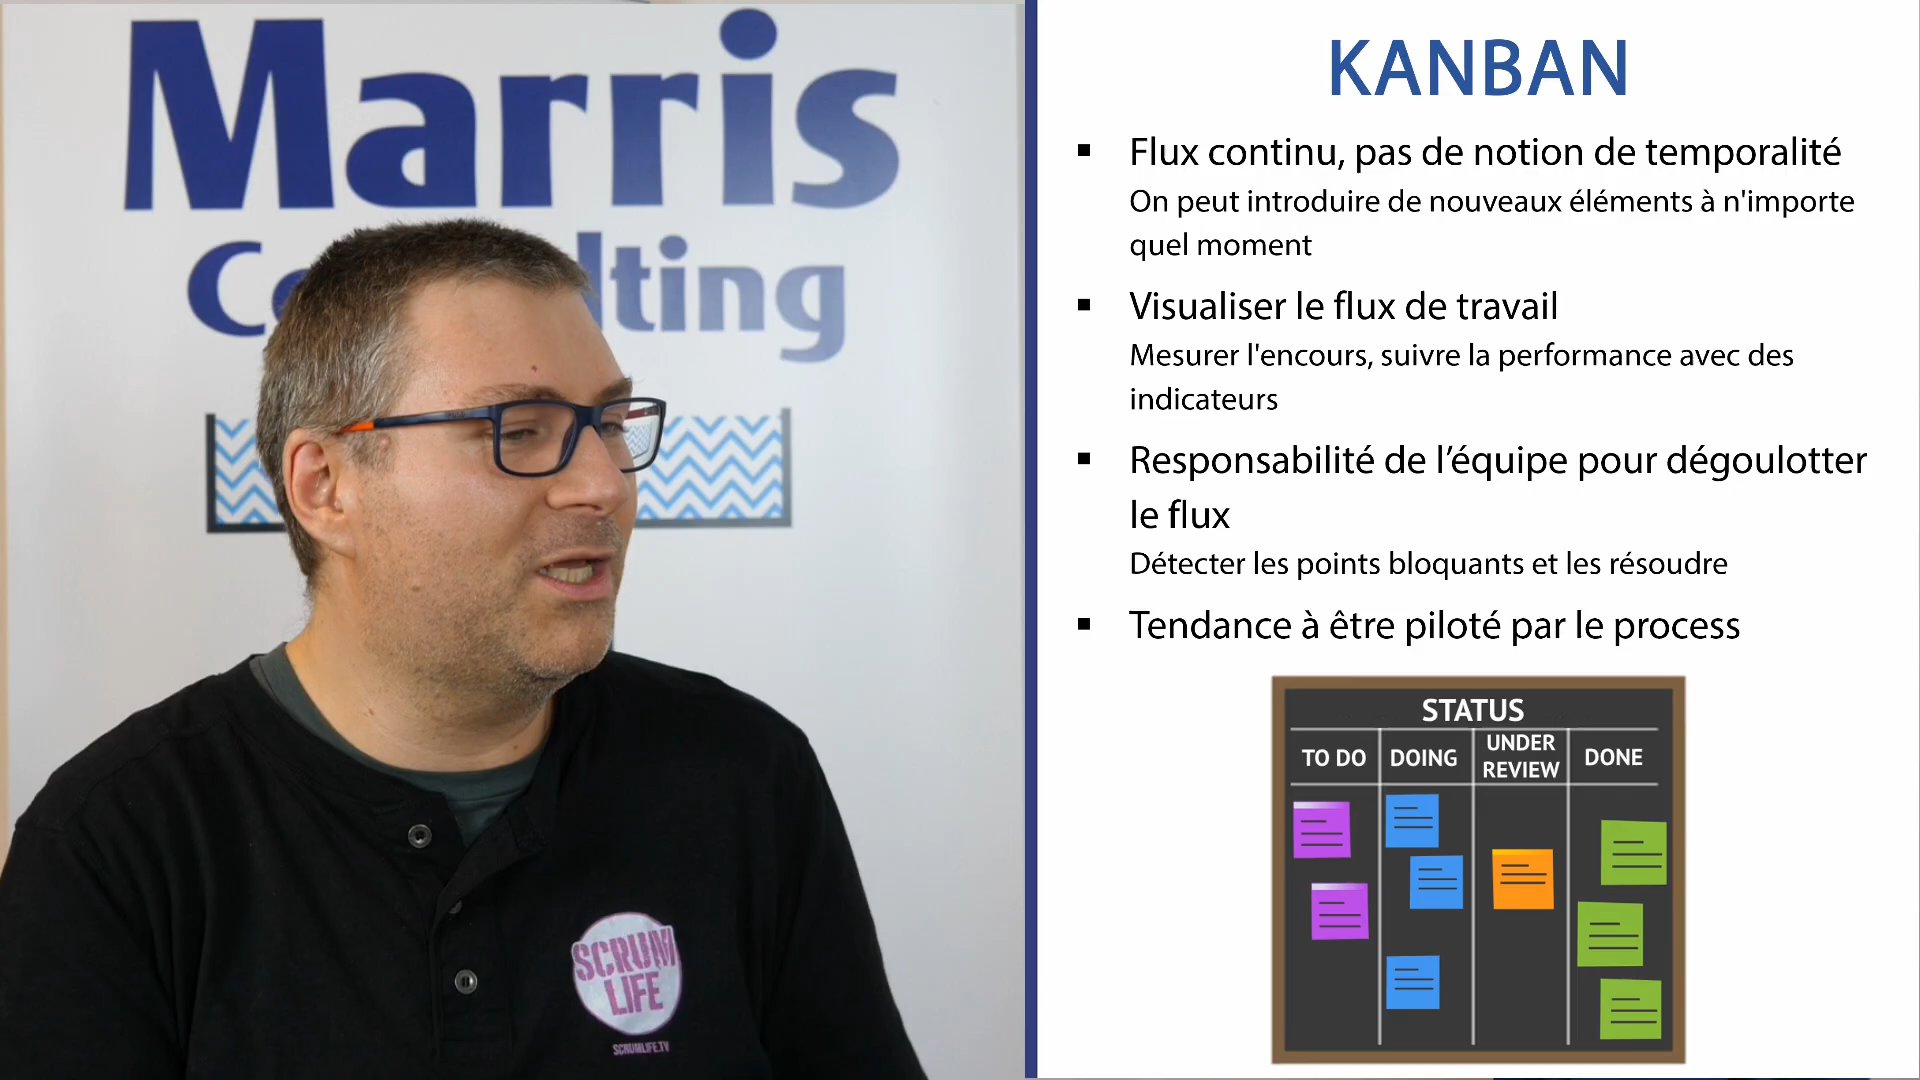 Marris
Consulting
SCRUM
LIFE
SCRUMLIFE.TV
KANBAN
▪ Flux continu, pas de notion de temporalité
On peut introduire de nouveaux éléments à n'importe
quel moment
▪ Visualiser le flux de travail
Mesurer l'encours, suivre la performance avec des
indicateurs
▪ Responsabilité de l’équipe pour dégoulotter
le flux
Détecter les points bloquants et les résoudre
▪ Tendance à être piloté par le process
STATUS
TO DO
DOING
UNDER
REVIEW
DONE